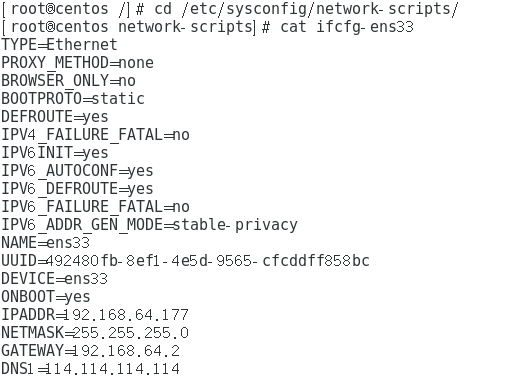 [root@centos /]# cd /etc/sysconfig/network-scripts/
[root@centos network-scripts]# cat ifcfg-ens33
TYPE=Ethernet
PROXY_METHOD=none
BROWSER_ONLY=no
BOOTPROTO=static
DEFROUTE=yes
IPV4_FAILURE_FATAL=no
IPV6INIT=yes
IPV6_AUTOCONF=yes
IPV6_DEFROUTE=yes
IPV6_FAILURE_FATAL=no
IPV6_ADDR_GEN_MODE=stable-privacy
NAME=ens33
UUID=492480fb-8ef1-4e5d-9565-cfcddff858bc
DEVICE=ens33
ONBOOT=yes
IPADDR=192.168.64.177
NETMASK=255.255.255.0
GATEWAY=192.168.64.2
DNS1=114.114.114.114